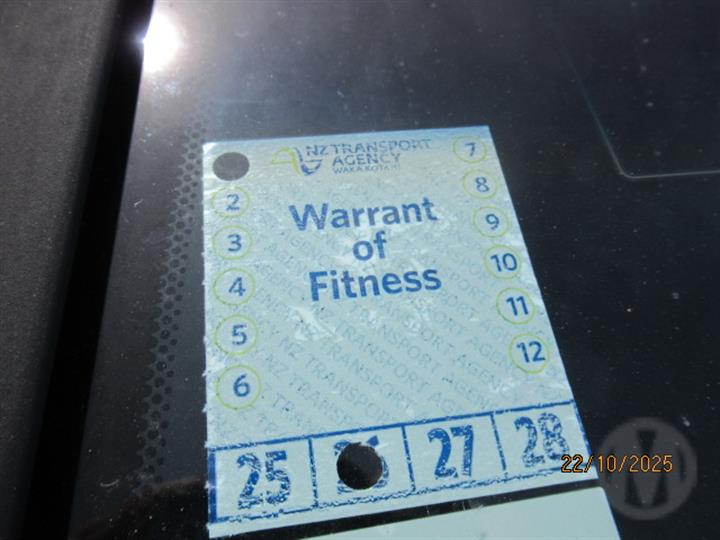 NZ TRANSPORT
AGENCY
WAKA KOTAHI
7
2
8
Warrant
of
Fitness
3
9
4
10
5
11
6
12
25
26
27
28
22/10/2025
M